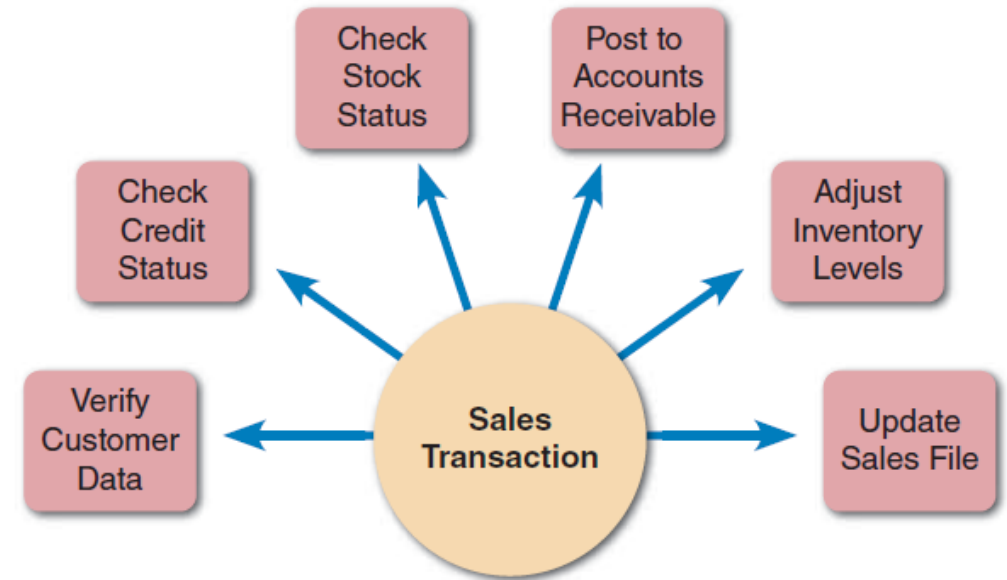 Check
Stock
Status
Post to
Accounts
Receivable
Check
Credit
Status
Adjust
Inventory
Levels
Verify
Customer
Data
Sales
Transaction
Update
Sales File